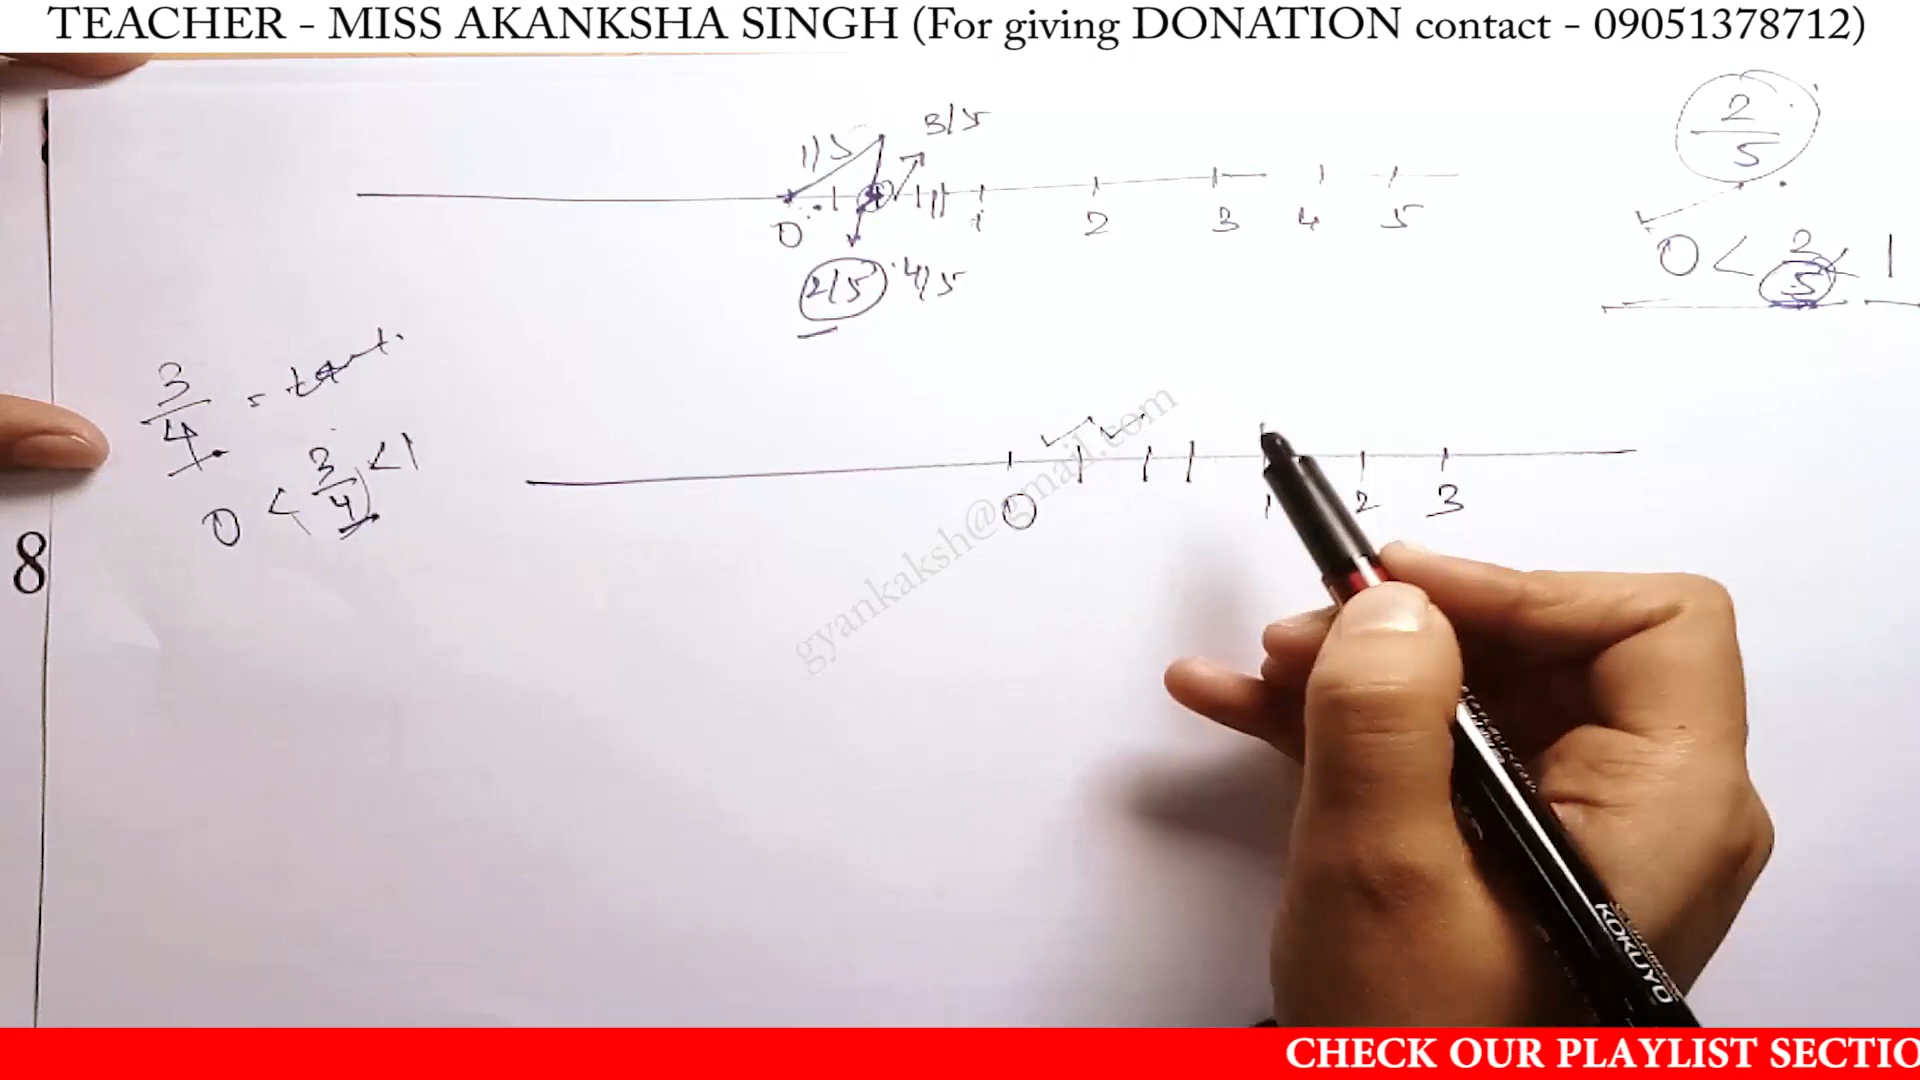 TEACHER - MISS AKANKSHA SINGH (For giving DONATION contact - 09051378712)
2/5
1/5 3/5
0 1 2 3 4 5
0 < 2/5 < 1
2/5 4/5
3/4 =
0 < 3/4 < 1
0 1 2 3
gyankaksh@gmail.com
8
KOKUYO
CHECK OUR PLAYLIST SECTIO